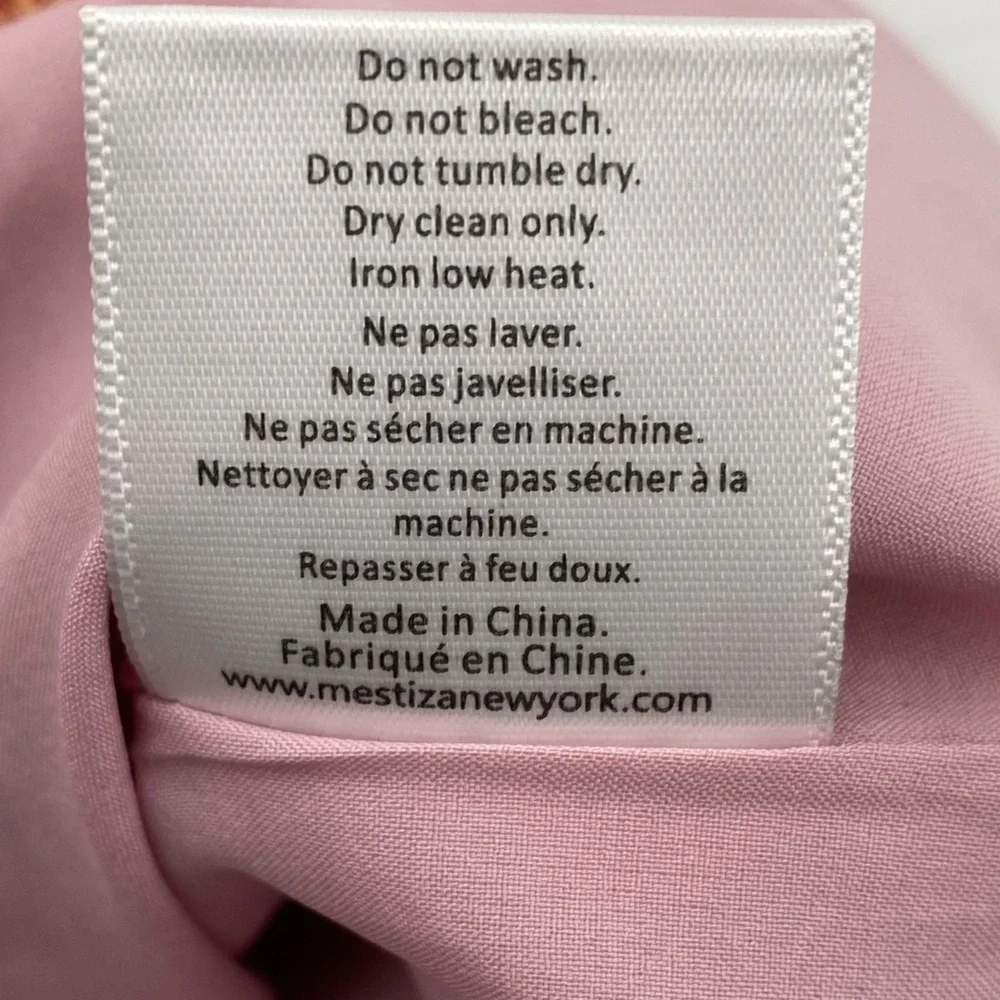 Do not wash.
Do not bleach.
Do not tumble dry.
Dry clean only.
Iron low heat.
Ne pas laver.
Ne pas javelliser.
Ne pas sécher en machine.
Nettoyer à sec ne pas sécher à la
machine.
Repasser à feu doux.
Made in China.
Fabriqué en Chine.
www.mestizanewyork.com